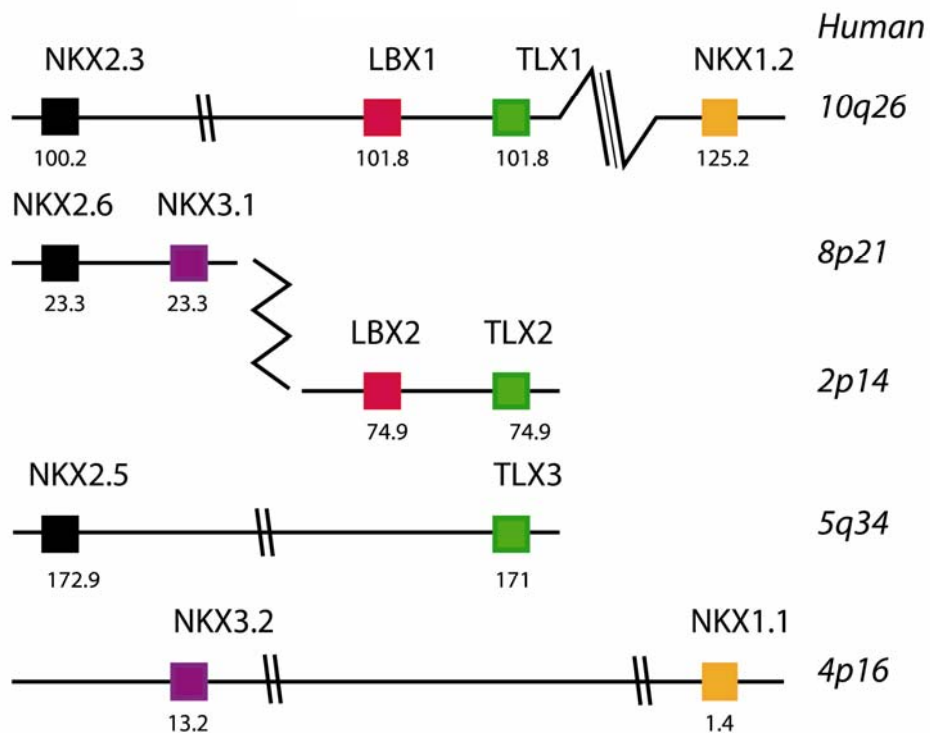 Human
NKX2.3 LBX1 TLX1 NKX1.2
10q26
100.2 101.8 101.8 125.2
NKX2.6 NKX3.1
8p21
23.3 23.3
LBX2 TLX2
2p14
74.9 74.9
NKX2.5 TLX3
5q34
172.9 171
NKX3.2 NKX1.1
4p16
13.2 1.4